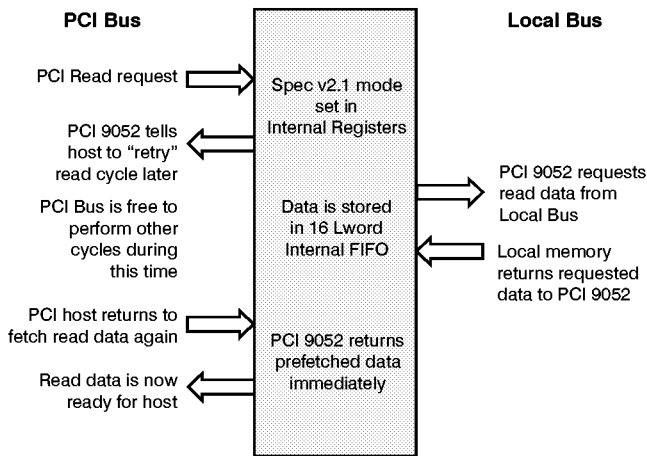 PCI Bus
Local Bus
PCI Read request
Spec v2.1 mode
set in
Internal Registers
PCI 9052 tells
host to “retry”
read cycle later
PCI 9052 requests
read data from
Local Bus
PCI Bus is free to
perform other
cycles during
this time
Data is stored
in 16 Lword
Internal FIFO
Local memory
returns requested
data to PCI 9052
PCI host returns to
fetch read data again
PCI 9052 returns
prefetched data
immediately
Read data is now
ready for host